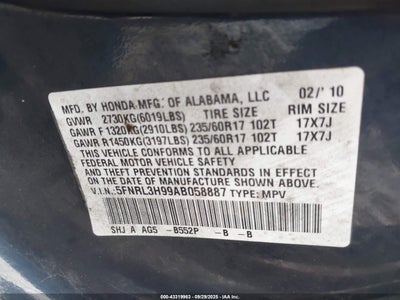 MFD. BY HONDA MFG. OF ALABAMA, LLC 02/'10
GVWR 2730KG(6019LBS) TIRE SIZE RIM SIZE
GAWR F 1320KG(2910LBS) 235/60R17 102T 17X7J
GAWR R 1450KG(3197LBS) 235/60R17 102T 17X7J
THIS VEHICLE CONFORMS TO ALL APPLICABLE
FEDERAL MOTOR VEHICLE SAFETY AND
THEFT PREVENTION STANDARDS IN EFFECT ON
THE DATE OF MANUFACTURE SHOWN ABOVE.
V.I.N. 5FNRL3H99AB058887 TYPE: MPV
SHJ A AG5 -B552P -B -B
© 43319963 09/29/2025